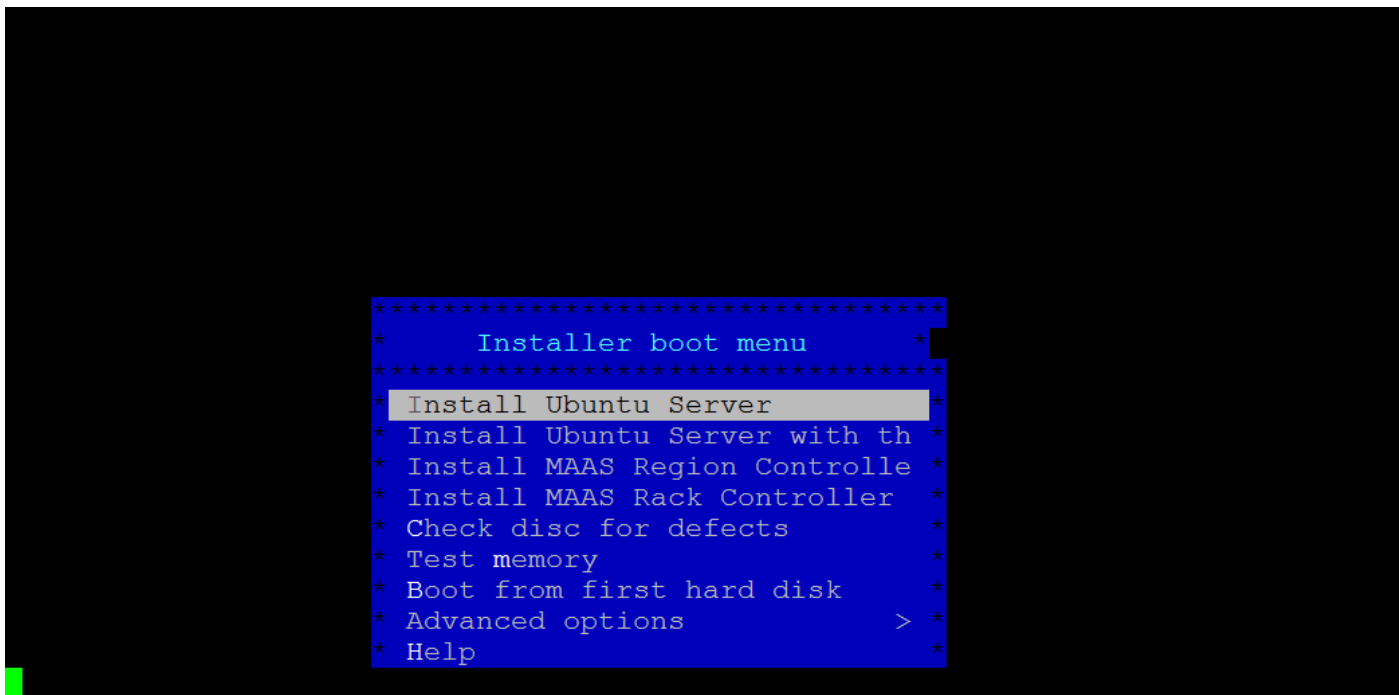 *********************************
* Installer boot menu *
*********************************
* Install Ubuntu Server *
* Install Ubuntu Server with th *
* Install MAAS Region Controlle *
* Install MAAS Rack Controller *
* Check disc for defects *
* Test memory *
* Boot from first hard disk *
* Advanced options > *
* Help *